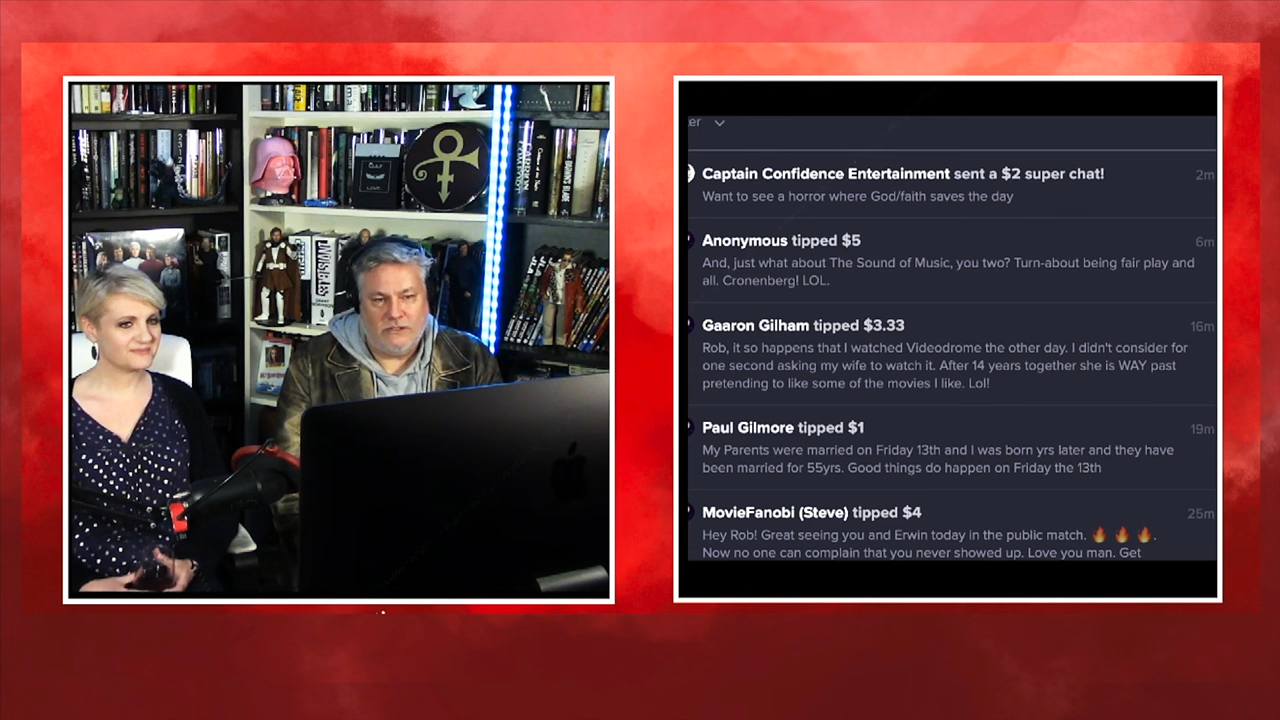 INVISIBLES
er
Captain Confidence Entertainment sent a $2 super chat!
2m
Want to see a horror where God/faith saves the day
Anonymous tipped $5
6m
And, just what about The Sound of Music, you two? Turn-about being fair play and
all. Cronenberg! LOL.
Gaaron Gilham tipped $3.33
16m
Rob, it so happens that I watched Videodrome the other day. I didn't consider for
one second asking my wife to watch it. After 14 years together she is WAY past
pretending to like some of the movies I like. Lol!
Paul Gilmore tipped $1
19m
My Parents were married on Friday 13th and I was born yrs later and they have
been married for 55yrs. Good things do happen on Friday the 13th
MovieFanobi (Steve) tipped $4
25m
Hey Rob! Great seeing you and Erwin today in the public match. 🔥 🔥 🔥.
Now no one can complain that you never showed up. Love you man. Get